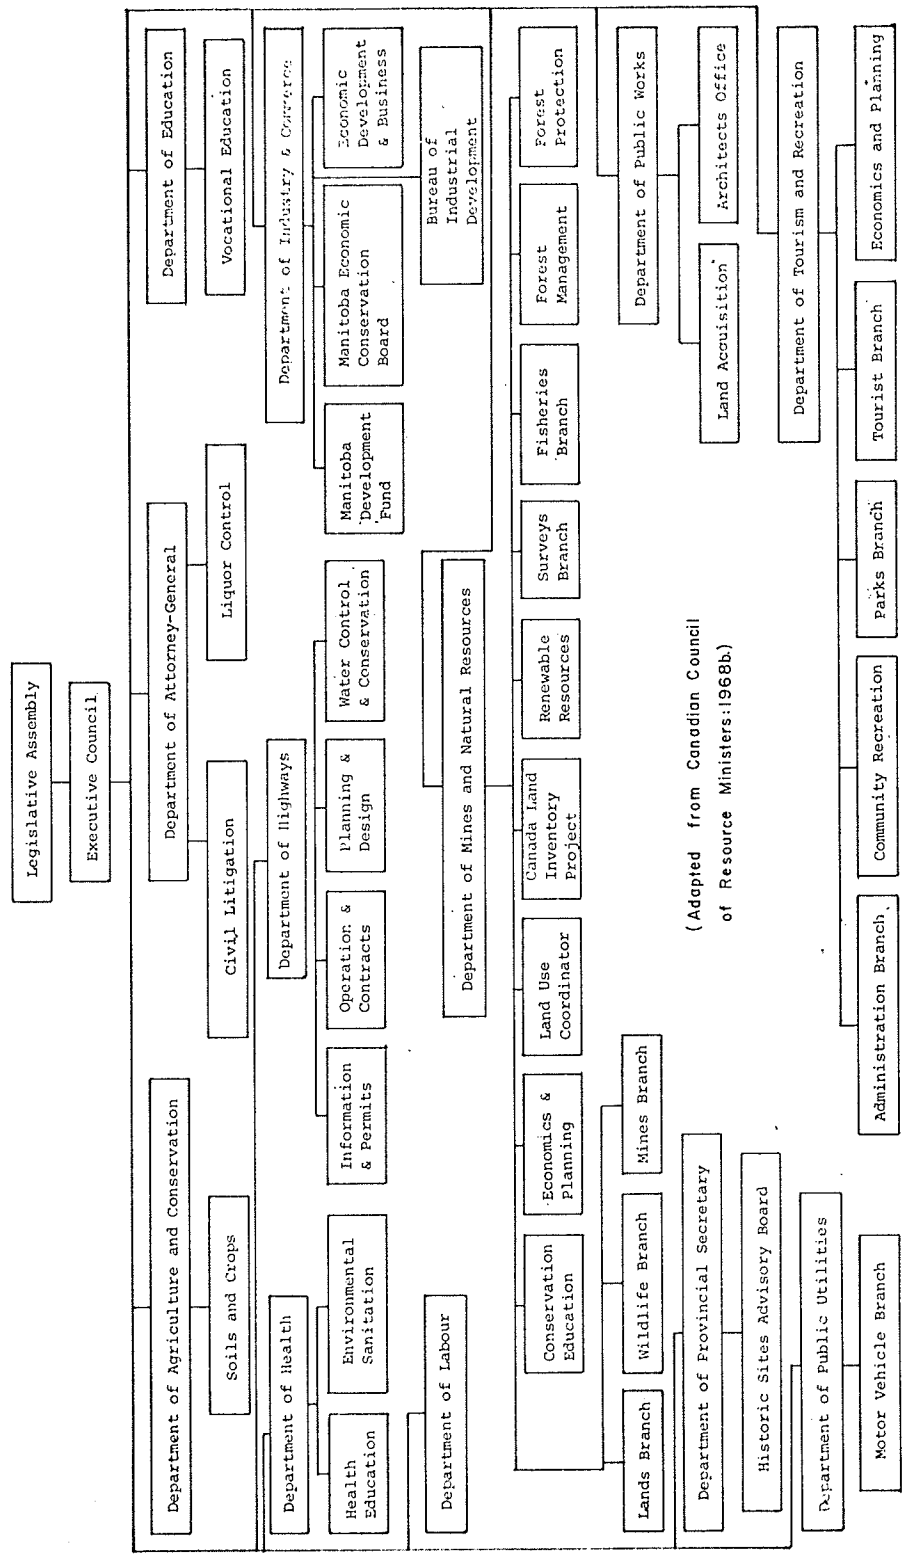 Legislative Assembly
Executive Council
Department of Agriculture and Conservation
Department of Attorney-General
Department of Education
Soils and Crops
Civil Litigation
Liquor Control
Vocational Education
Department of Health
Department of Highways
Department of Industry & Commerce
Health
Education
Environmental
Sanitation
Information
& Permits
Operation &
Contracts
Planning &
Design
Water Control
& Conservation
Manitoba
Development
Fund
Manitoba Economic
Conservation
Board
Economic
Development
& Business
Department of Labour
Department of Mines and Natural Resources
Bureau of
Industrial
Development
Conservation
Education
Economics &
Planning
Land Use
Coordinator
Canada Land
Inventory
Project
Renewable
Resources
Surveys
Branch
Fisheries
Branch
Forest
Management
Forest
Protection
Lands Branch
Wildlife Branch
Mines Branch
Department of Public Works
Department of Provincial Secretary
Land Accuisition
Architects Office
Historic Sites Advisory Board
(Adapted from Canadian Council
of Resource Ministers:1968b.)
Department of Public Utilities
Department of Tourism and Recreation
Motor Vehicle Branch
Administration Branch
Community Recreation
Parks Branch
Tourist Branch
Economics and Planning